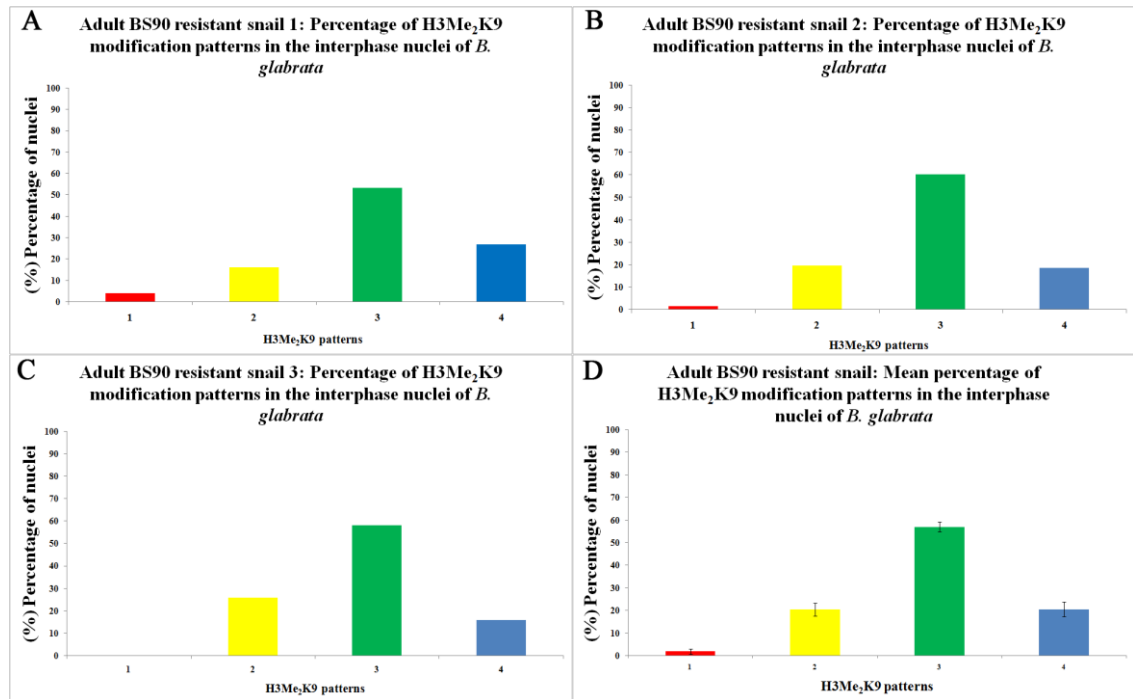 A
Adult BS90 resistant snail 1: Percentage of H3Me₂K9
modification patterns in the interphase nuclei of B.
glabrata
(%) Percentage of nuclei
100
90
80
70
60
50
40
30
20
10
0
1 2 3 4
H3Me₂K9 patterns
B
Adult BS90 resistant snail 2: Percentage of H3Me₂K9
modification patterns in the interphase nuclei of B.
glabrata
(%) Perecentage of nuclei
100
90
80
70
60
50
40
30
20
10
0
1 2 3 4
H3Me₂K9 patterns
C
Adult BS90 resistant snail 3: Percentage of H3Me₂K9
modification patterns in the interphase nuclei of B.
glabrata
(%) Percentage of nuclei
100
90
80
70
60
50
40
30
20
10
0
1 2 3 4
H3Me₂K9 patterns
D
Adult BS90 resistant snail: Mean percentage of
H3Me₂K9 modification patterns in the interphase
nuclei of B. glabrata
(%) Percentage of nuclei
100
90
80
70
60
50
40
30
20
10
0
1 2 3 4
H3Me₂K9 patterns